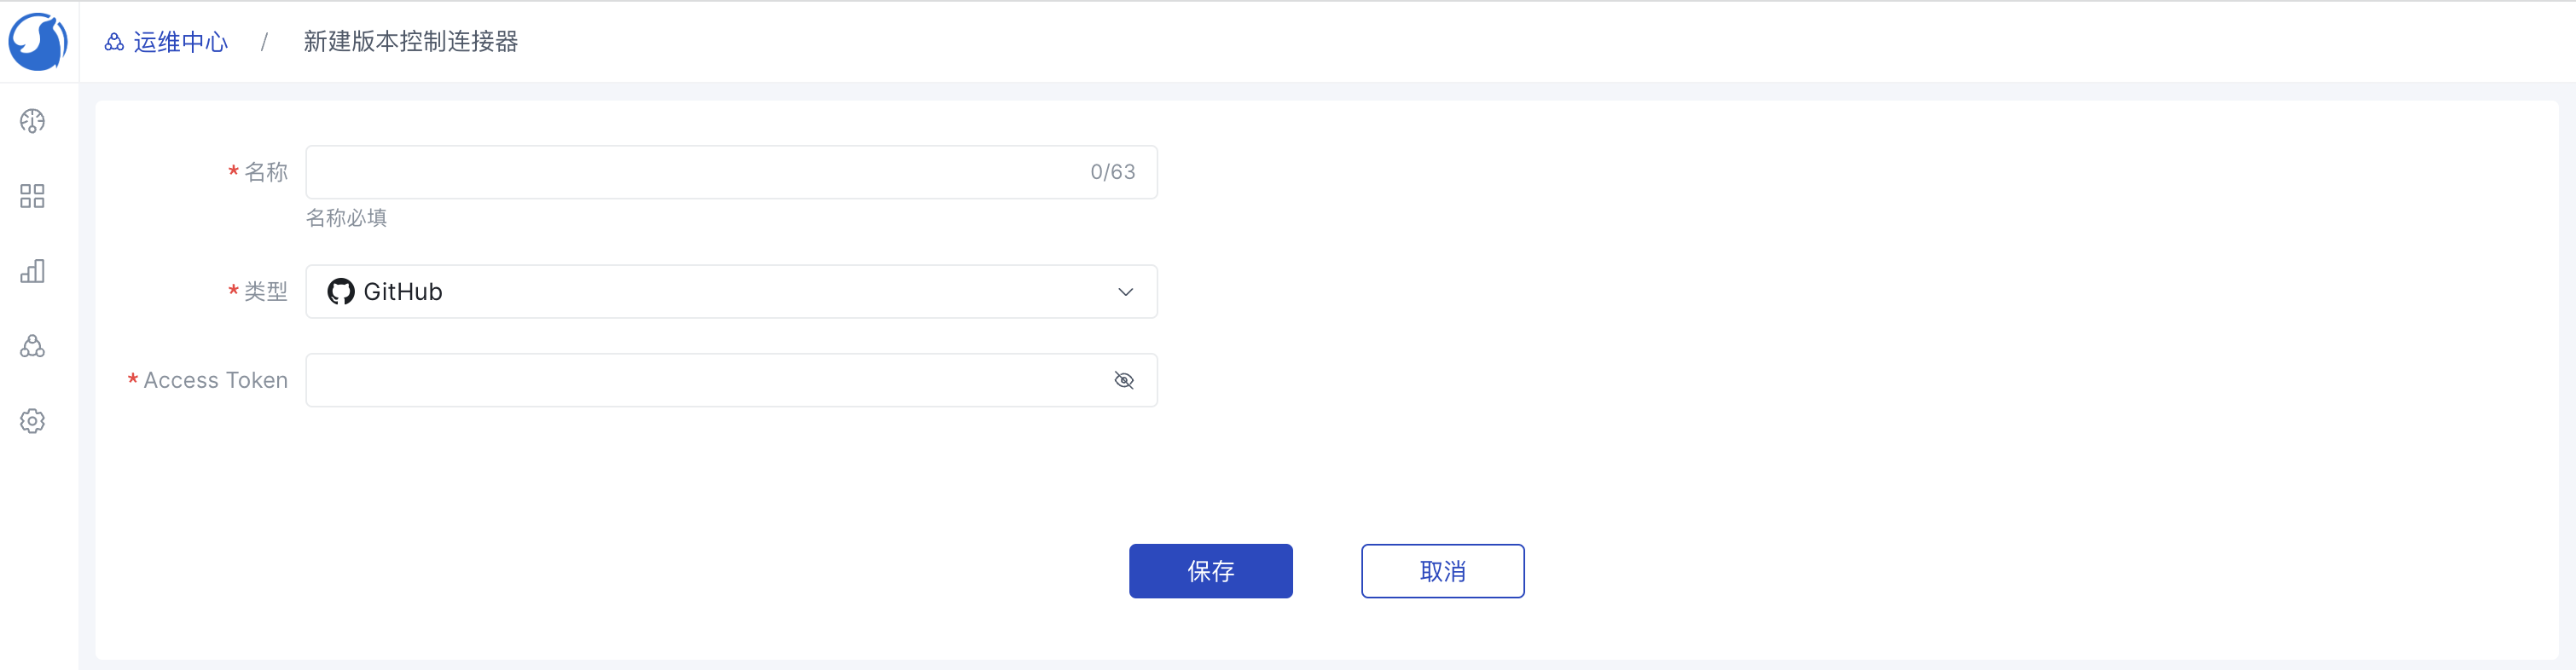 运维中心 / 新建版本控制连接器
* 名称 0/63
名称必填
* 类型 GitHub
* Access Token
保存 取消